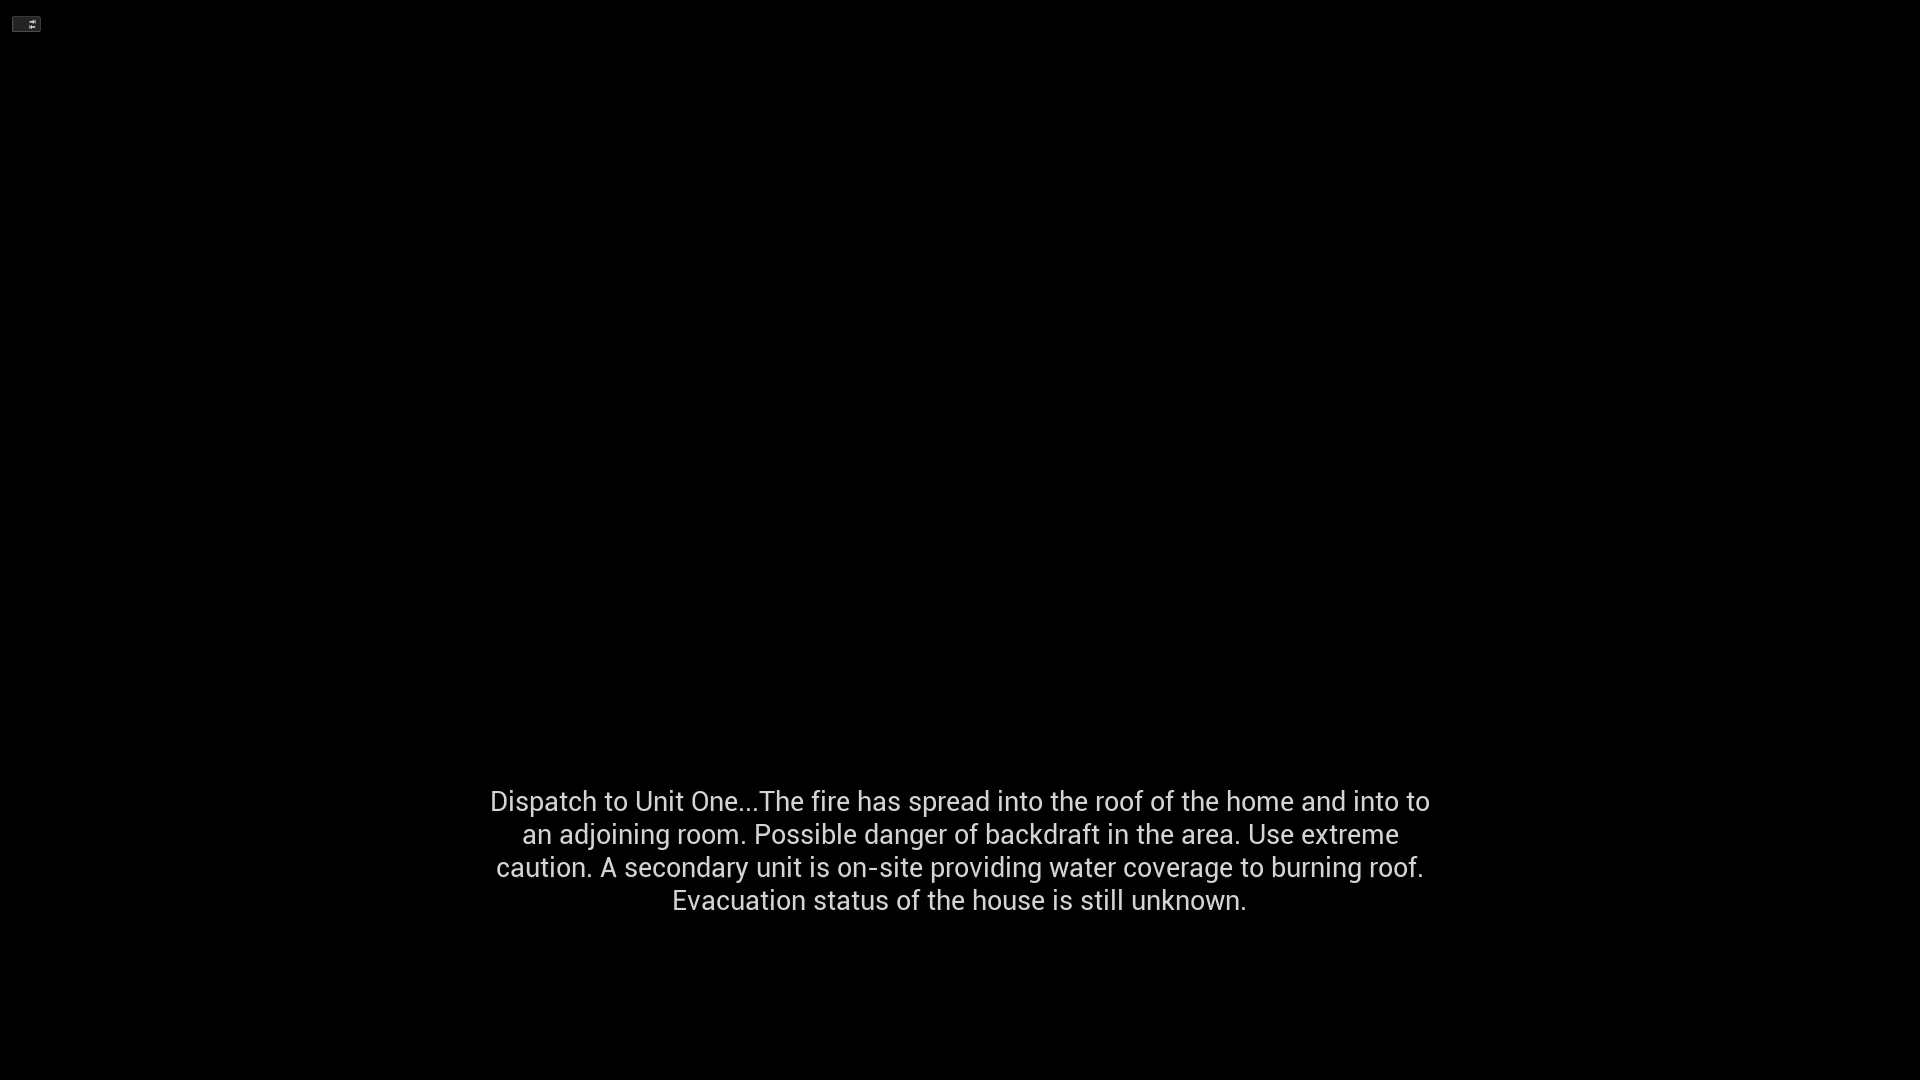 Dispatch to Unit One...The fire has spread into the roof of the home and into to
an adjoining room. Possible danger of backdraft in the area. Use extreme
caution. A secondary unit is on-site providing water coverage to burning roof.
Evacuation status of the house is still unknown.